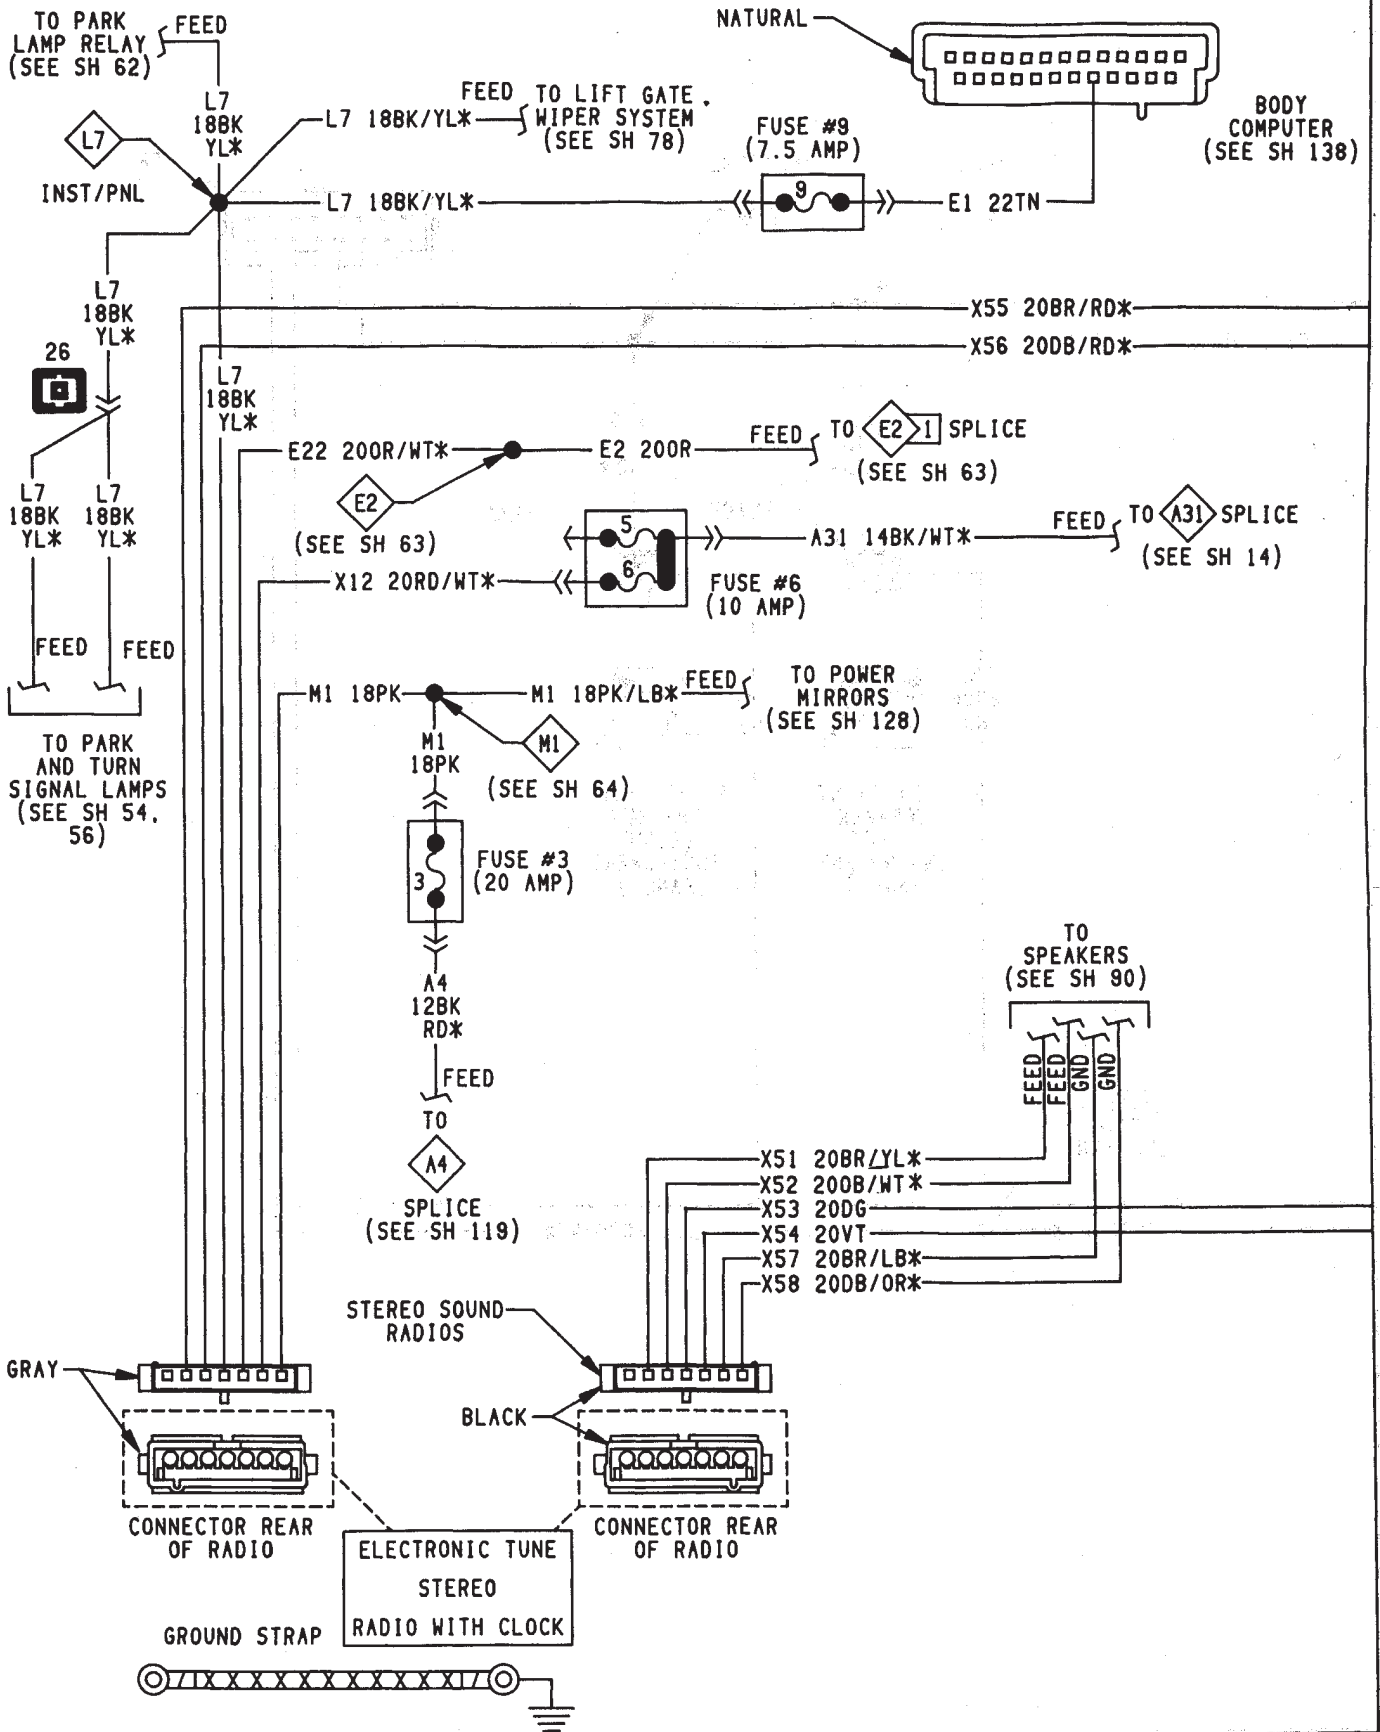 TO PARK
LAMP RELAY
(SEE SH 62)
FEED
L7
18BK
YL*
L7
INST/PNL
L7 18BK/YL*
FEED
TO LIFT GATE
WIPER SYSTEM
(SEE SH 78)
NATURAL
BODY
COMPUTER
(SEE SH 138)
FUSE #9
(7.5 AMP)
9
L7 18BK/YL*
E1 22TN
L7
18BK
YL*
26
X55 20BR/RD*
X56 20DB/RD*
L7
18BK
YL*
E22 20OR/WT*
E2 20OR
FEED
TO E2 1 SPLICE
(SEE SH 63)
E2
(SEE SH 63)
L7
18BK
YL*
L7
18BK
YL*
5
6
A31 14BK/WT*
FEED
TO A31 SPLICE
(SEE SH 14)
X12 20RD/WT*
FUSE #6
(10 AMP)
FEED
FEED
TO PARK
AND TURN
SIGNAL LAMPS
(SEE SH 54,
56)
M1 18PK
M1 18PK/LB*
FEED
TO POWER
MIRRORS
(SEE SH 128)
M1
18PK
M1
(SEE SH 64)
3
FUSE #3
(20 AMP)
A4
12BK
RD*
FEED
TO
A4
SPLICE
(SEE SH 119)
TO
SPEAKERS
(SEE SH 90)
FEED
FEED
GND
GND
X51 20BR/YL*
X52 20DB/WT*
X53 20DG
X54 20VT
X57 20BR/LB*
X58 20DB/OR*
STEREO SOUND
RADIOS
GRAY
BLACK
CONNECTOR REAR
OF RADIO
CONNECTOR REAR
OF RADIO
ELECTRONIC TUNE
STEREO
RADIO WITH CLOCK
GROUND STRAP